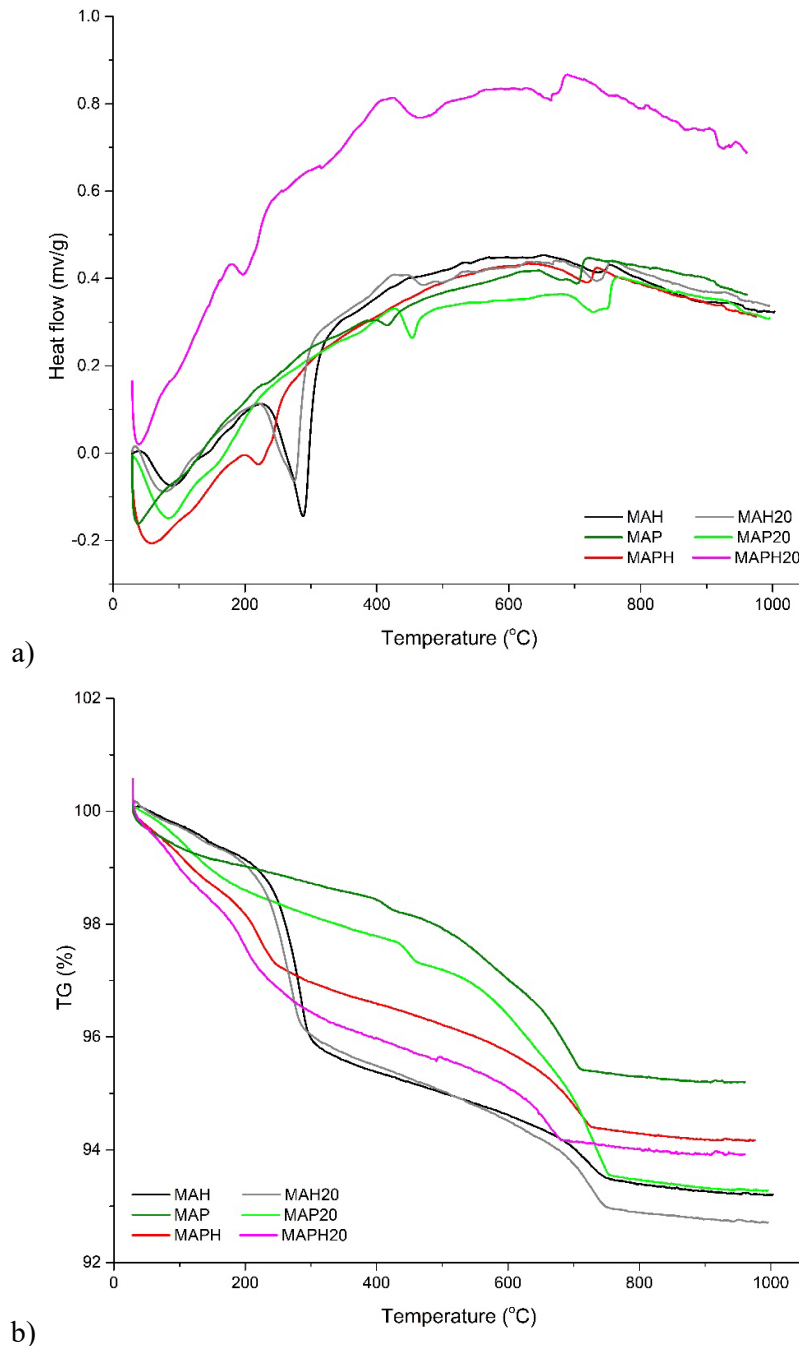 1.0
0.8
0.6
0.4
0.2
0.0
-0.2
Heat flow (mv/g)
MAH MAH20
MAP MAP20
MAPH MAPH20
0 200 400 600 800 1000
Temperature (°C)
a)
102
100
98
96
94
92
TG (%)
MAH MAH20
MAP MAP20
MAPH MAPH20
0 200 400 600 800 1000
Temperature (°C)
b)